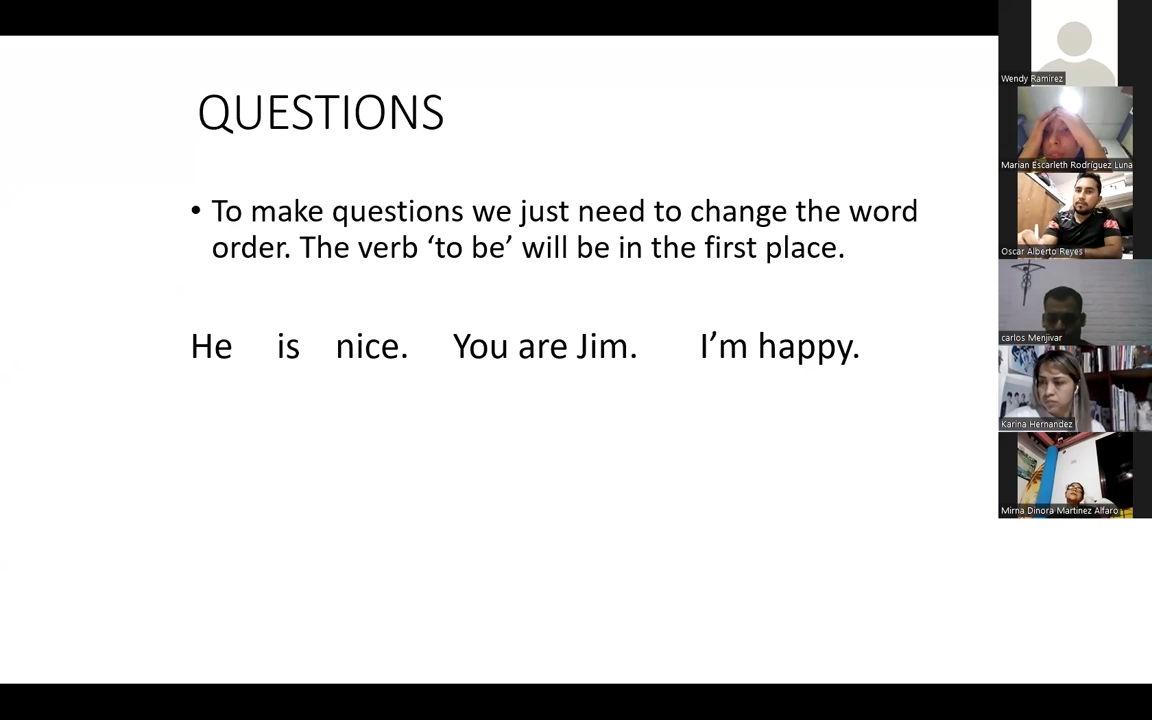 QUESTIONS
• To make questions we just need to change the word
order. The verb ‘to be’ will be in the first place.
He is nice. You are Jim. I’m happy.
Wendy Ramirez
Marian Escarleth Rodríguez Luna
Oscar Alberto Reyes
carlos Menjivar
Karina Hernandez
Mirna Dinora Martinez Alfaro